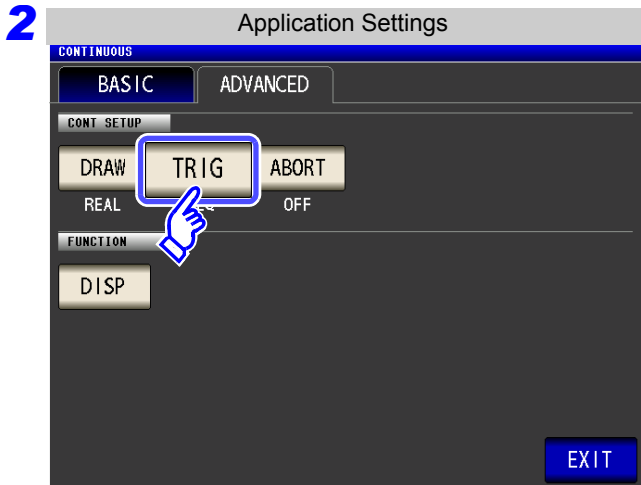 2
Application Settings
CONTINUOUS
BASIC ADVANCED
CONT SETUP
DRAW TRIG ABORT
REAL OFF
FUNCTION
DISP
EXIT